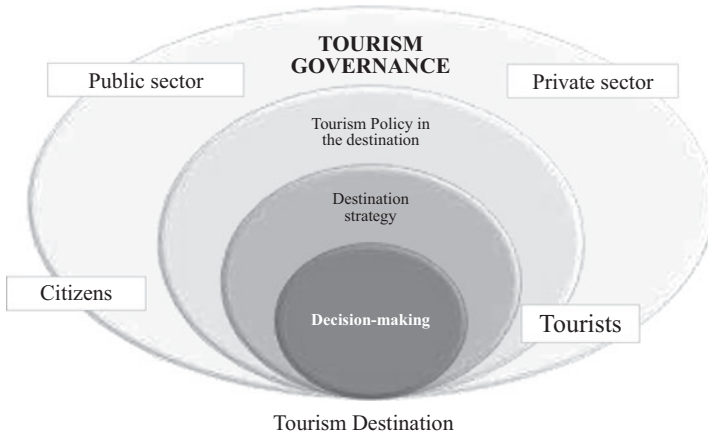 TOURISM
GOVERNANCE
Public sector
Private sector
Tourism Policy in
the destination
Destination
strategy
Citizens
Decision-making
Tourists
Tourism Destination